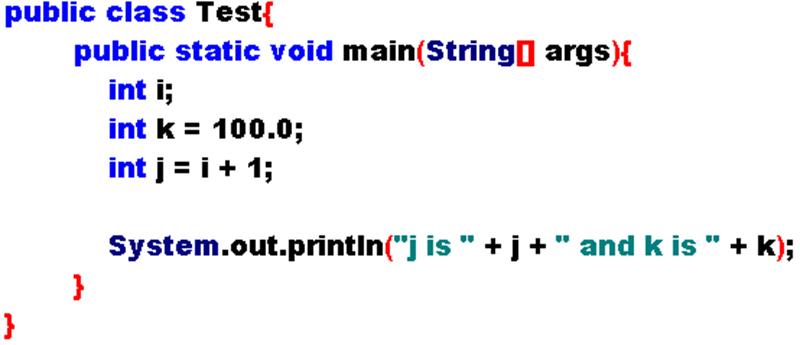 public class Test{
public static void main(String[] args){
int i;
int k = 100.0;
int j = i + 1;
System.out.println("j is " + j + " and k is " + k);
}
}